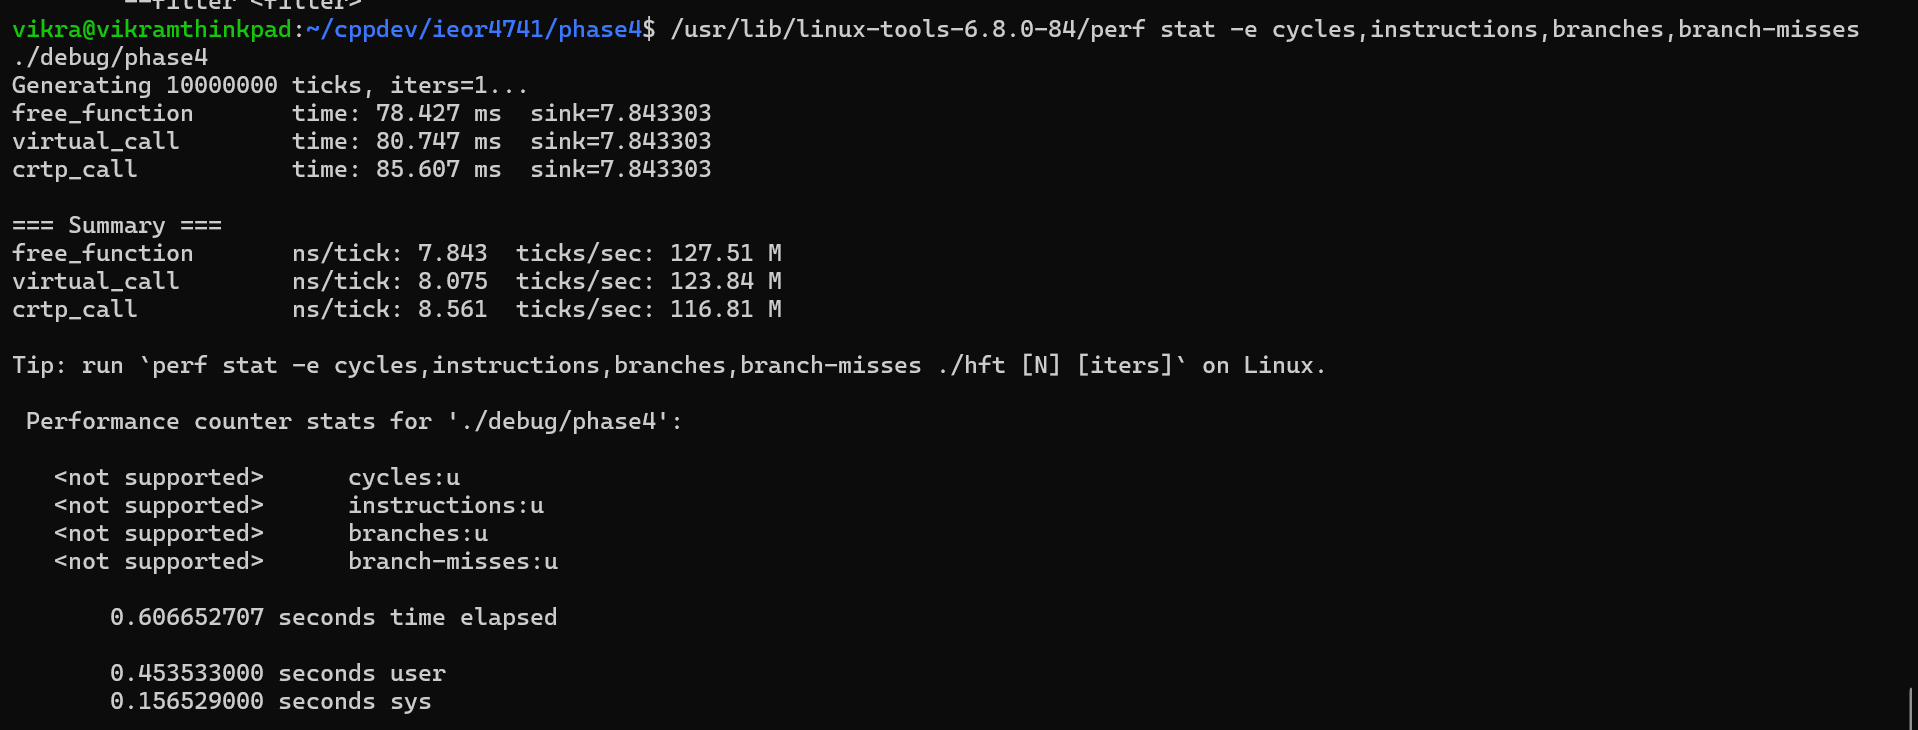 --filter <filter>
vikra@vikramthinkpad:~/cppdev/ieor4741/phase4$ /usr/lib/linux-tools-6.8.0-84/perf stat -e cycles,instructions,branches,branch-misses
./debug/phase4
Generating 10000000 ticks, iters=1...
free_function       time: 78.427 ms  sink=7.843303
virtual_call        time: 80.747 ms  sink=7.843303
crtp_call           time: 85.607 ms  sink=7.843303
=== Summary ===
free_function       ns/tick: 7.843  ticks/sec: 127.51 M
virtual_call        ns/tick: 8.075  ticks/sec: 123.84 M
crtp_call           ns/tick: 8.561  ticks/sec: 116.81 M
Tip: run `perf stat -e cycles,instructions,branches,branch-misses ./hft [N] [iters]` on Linux.
Performance counter stats for './debug/phase4':
<not supported>      cycles:u
<not supported>      instructions:u
<not supported>      branches:u
<not supported>      branch-misses:u
0.606652707 seconds time elapsed
0.453533000 seconds user
0.156529000 seconds sys